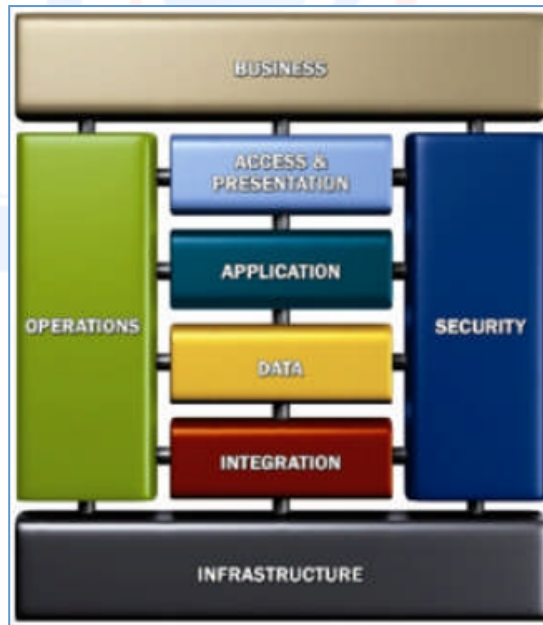 BUSINESS
ACCESS &
PRESENTATION
APPLICATION
OPERATIONS
SECURITY
DATA
INTEGRATION
INFRASTRUCTURE